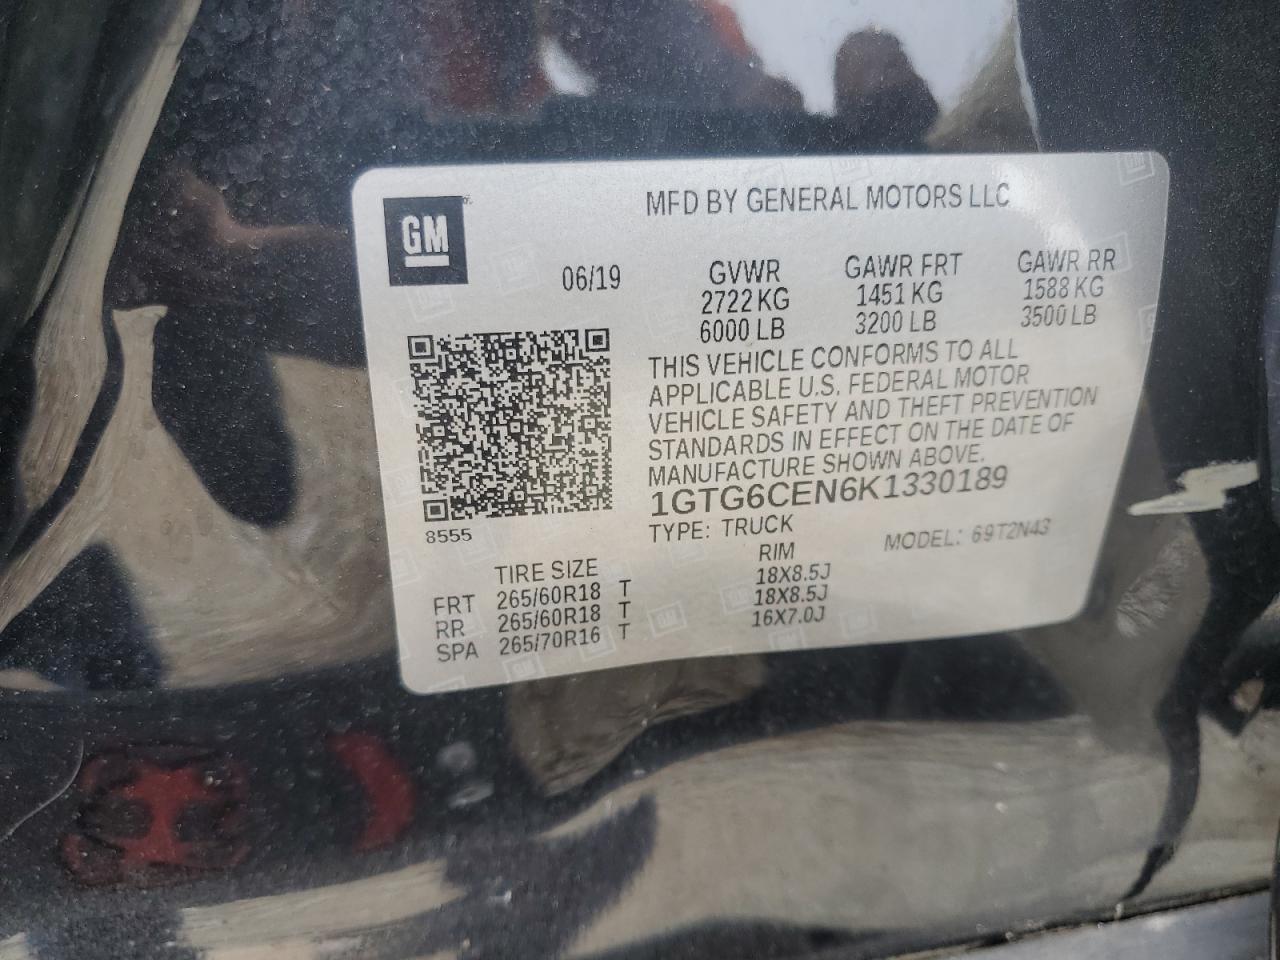 GM
MFD BY GENERAL MOTORS LLC
06/19
GVWR GAWR FRT GAWR RR
2722 KG 1451 KG 1588 KG
6000 LB 3200 LB 3500 LB
THIS VEHICLE CONFORMS TO ALL
APPLICABLE U.S. FEDERAL MOTOR
VEHICLE SAFETY AND THEFT PREVENTION
STANDARDS IN EFFECT ON THE DATE OF
MANUFACTURE SHOWN ABOVE.
1GTG6CEN6K1330189
8555
TYPE: TRUCK MODEL: 69T2N43
TIRE SIZE RIM
FRT 265/60R18 T 18X8.5J
RR 265/60R18 T 18X8.5J
SPA 265/70R16 T 16X7.0J